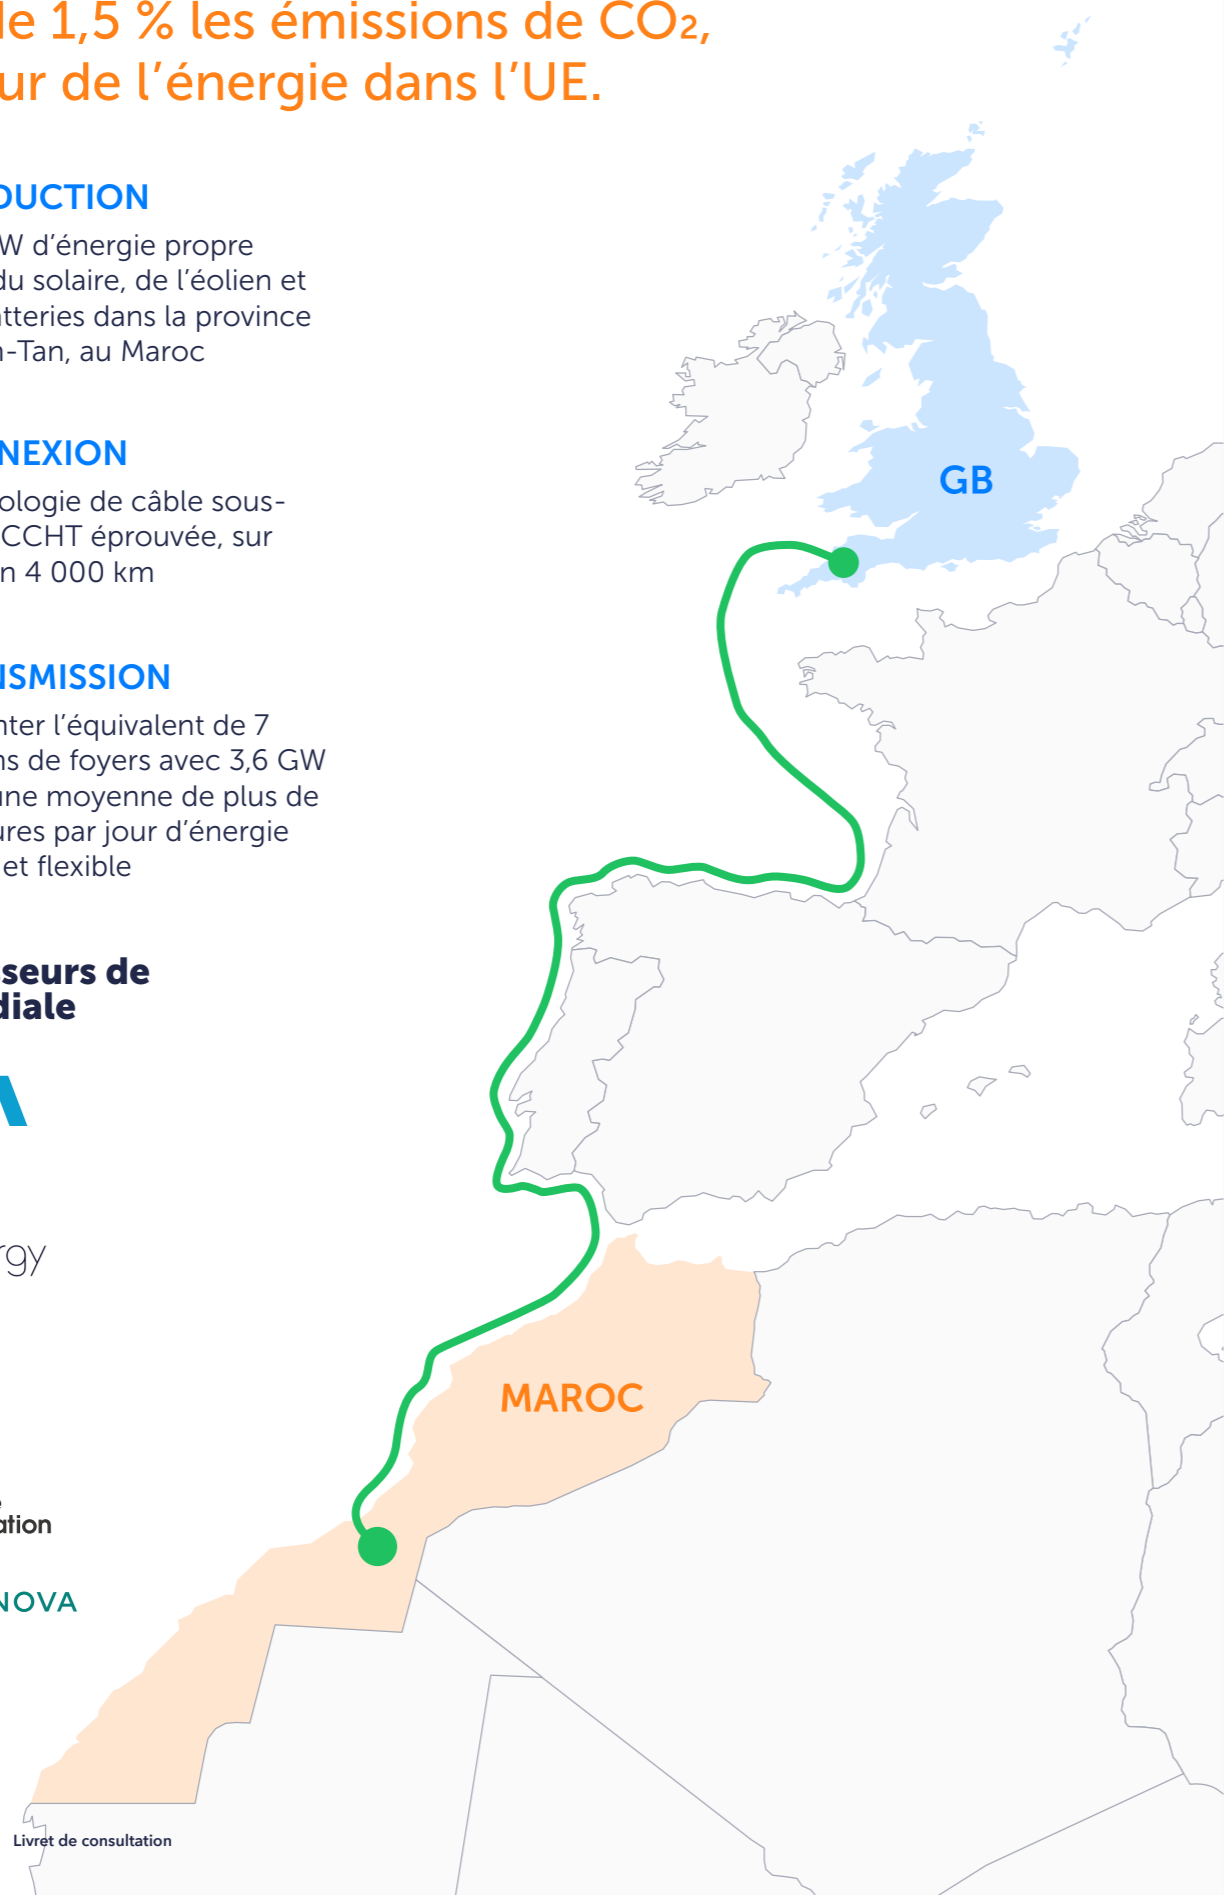 de 1,5 % les émissions de CO₂,
ur de l’énergie dans l’UE.
DUCTION
W d’énergie propre
du solaire, de l’éolien et
atteries dans la province
n-Tan, au Maroc
NEXION
ologie de câble sous-
CCHT éprouvée, sur
n 4 000 km
NSMISSION
nter l’équivalent de 7
ns de foyers avec 3,6 GW
une moyenne de plus de
ures par jour d’énergie
et flexible
seurs de
diale
A
rgy
ation
NOVA
GB
MAROC
Livret de consultation